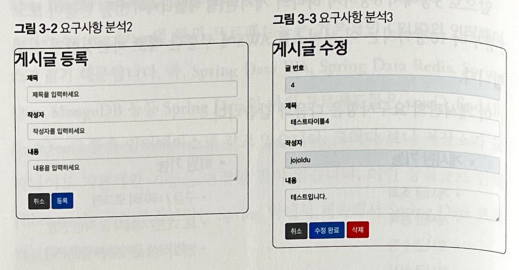 그림 3-2 요구사항 분석2
게시글 등록
제목
제목을 입력하세요
작성자
작성자를 입력하세요
내용
내용을 입력하세요
취소 등록
그림 3-3 요구사항 분석3
게시글 수정
글 번호
4
제목
테스트타이틀4
작성자
jojoldu
내용
테스트입니다.
취소 수정 완료 삭제